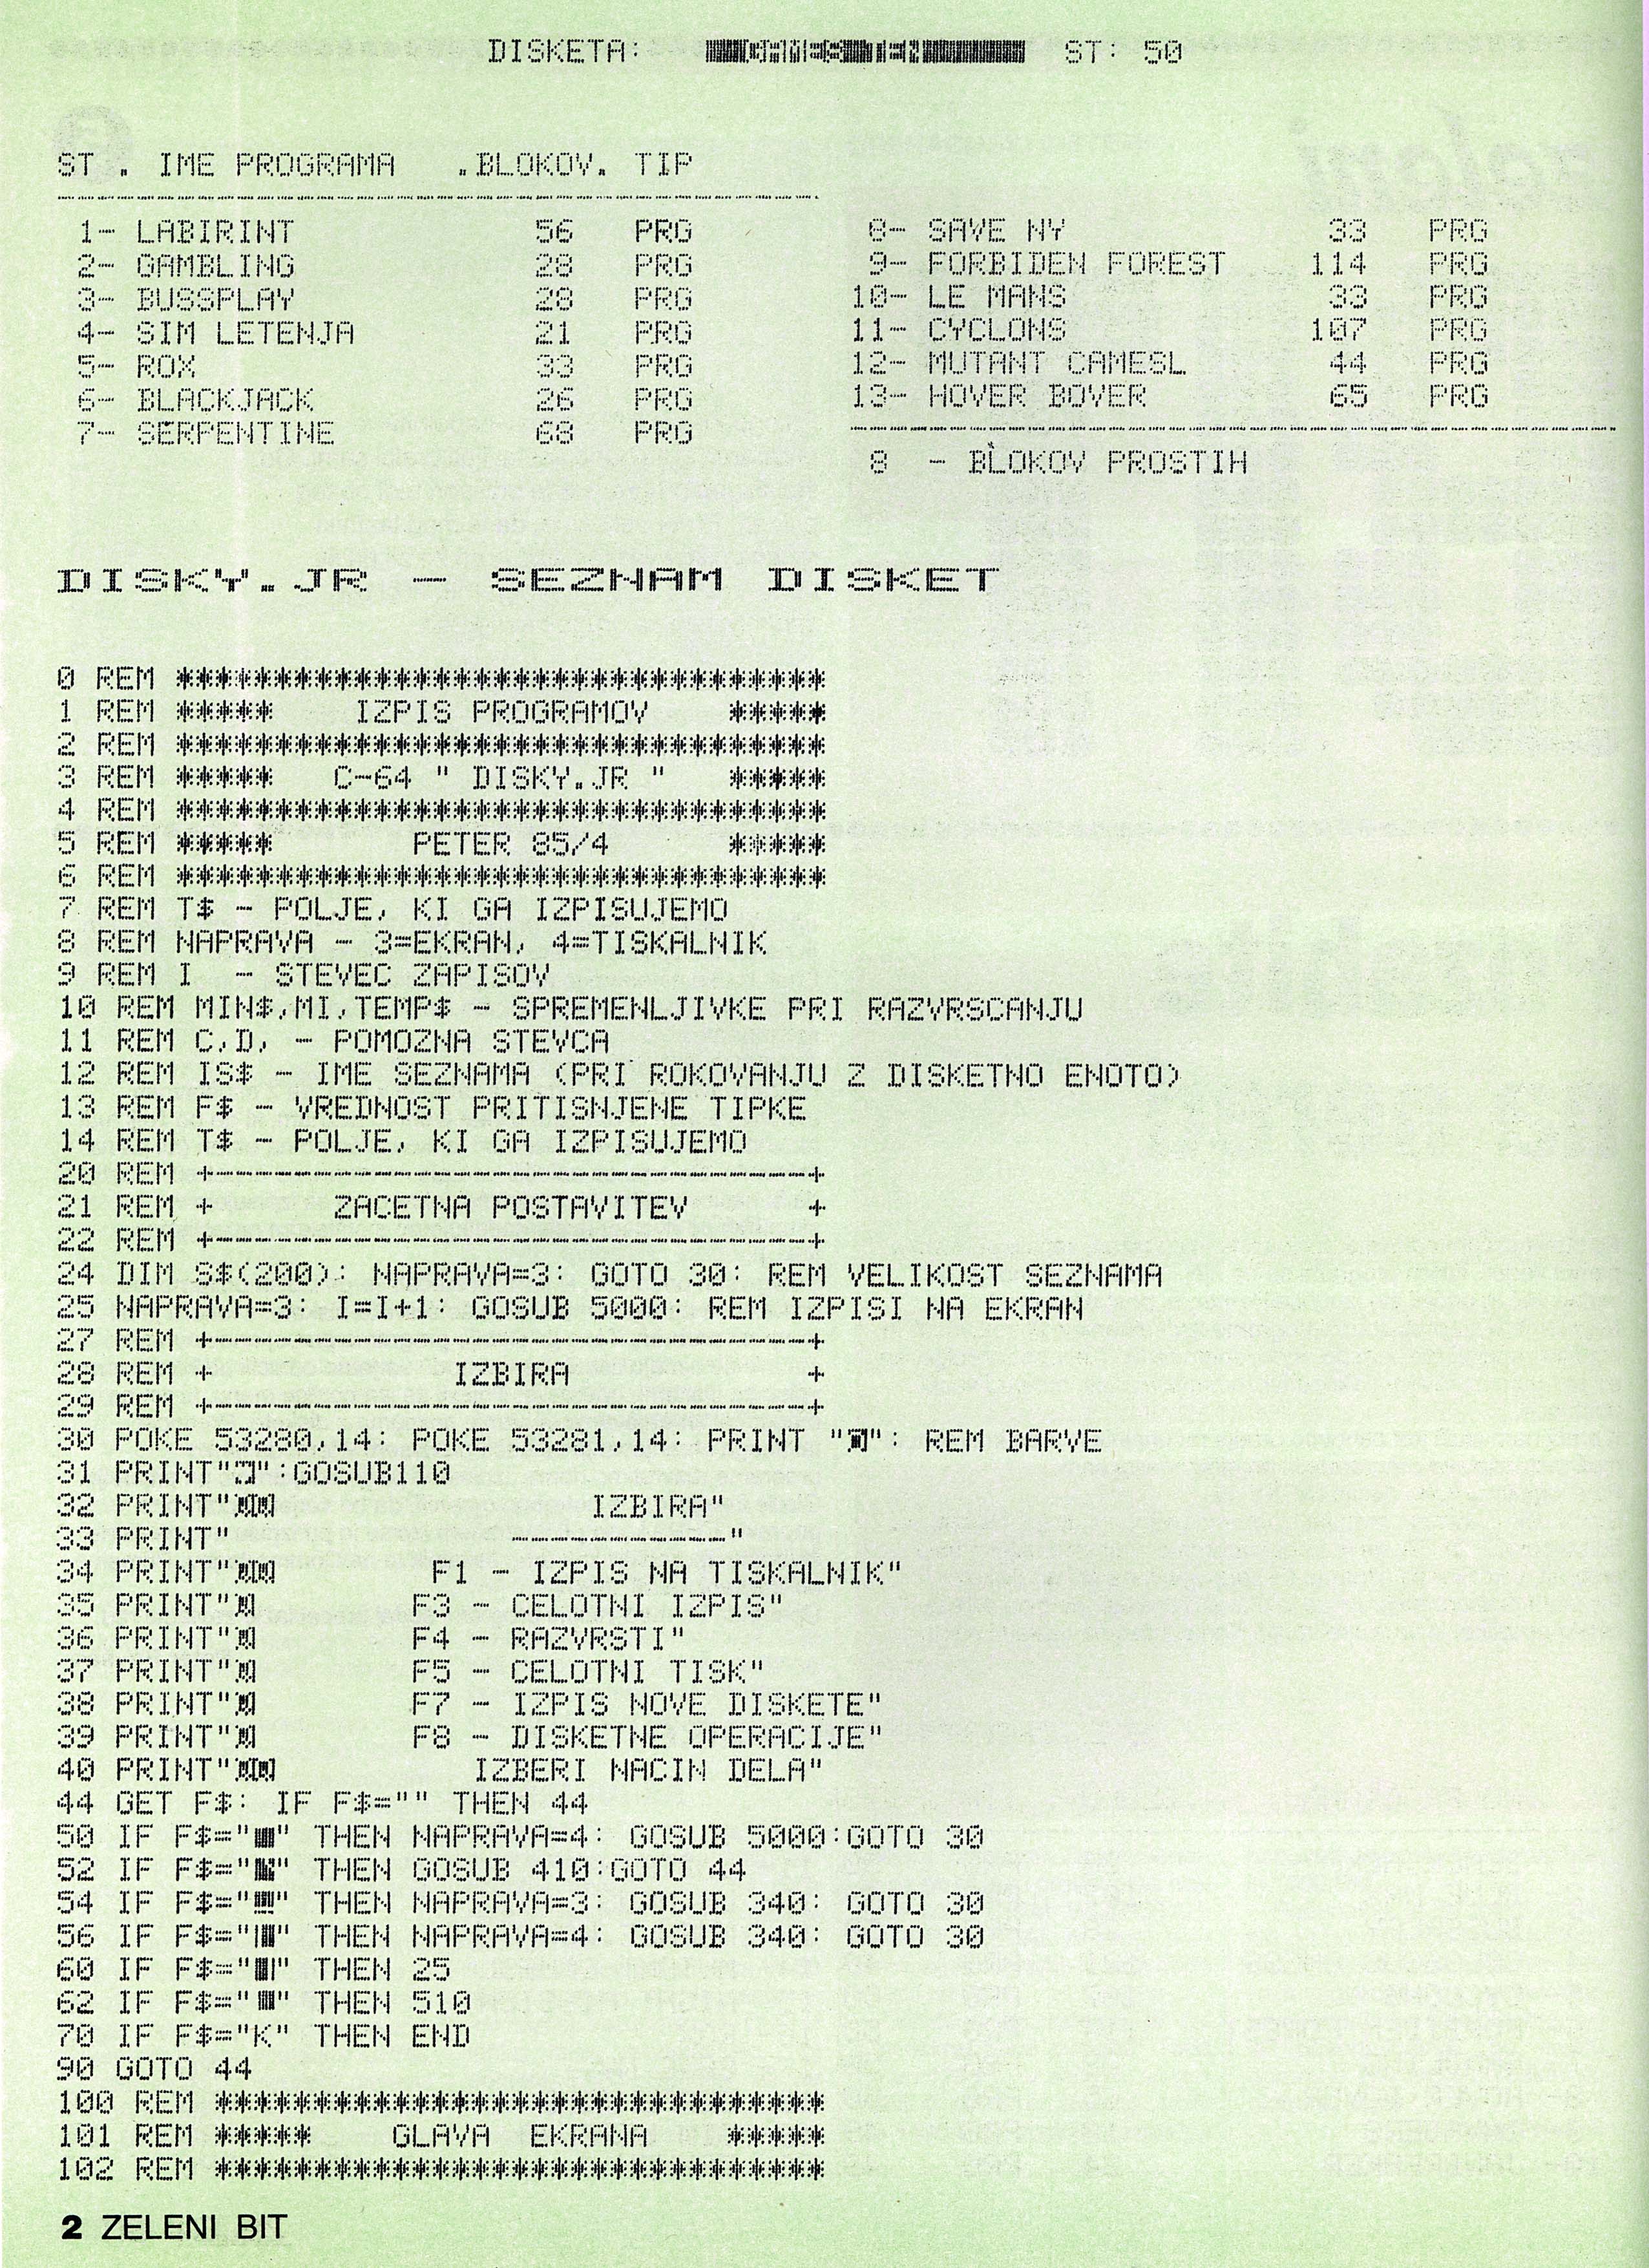 DISKETA: ST: 50
ST . IME PROGRAMA .BLOKOV. TIP
1- LABIRINT 56 PRG
2- GAMBLING 28 PRG
3- BUSSPLAY 28 PRG
4- SIM LETENJA 21 PRG
5- ROX 33 PRG
6- BLACKJACK 26 PRG
7- SERPENTINE 68 PRG
8- SAVE NY 33 PRG
9- FORBIDEN FOREST 114 PRG
10- LE MANS 33 PRG
11- CYCLONS 107 PRG
12- MUTANT CAMESL 44 PRG
13- HOVER BOVER 65 PRG
8 - BLOKOV PROSTIH
DISKY.JR - SEZNAM DISKET
0 REM *********************************
1 REM ***** IZPIS PROGRAMOV *****
2 REM *********************************
3 REM ***** C-64 " DISKY.JR " *****
4 REM *********************************
5 REM ***** PETER 85/4 *****
6 REM *********************************
7 REM T$ - POLJE, KI GA IZPISUJEMO
8 REM NAPRAVA - 3=EKRAN, 4=TISKALNIK
9 REM I - STEVEC ZAPISOV
10 REM MIN$,MI,TEMP$ - SPREMENLJIVKE PRI RAZVRSCANJU
11 REM C,D, - POMOZNA STEVCA
12 REM IS$ - IME SEZNAMA (PRI ROKOVANJU Z DISKETNO ENOTO)
13 REM F$ - VREDNOST PRITISNJENE TIPKE
14 REM T$ - POLJE, KI GA IZPISUJEMO
20 REM +------------------------------+
21 REM + ZACETNA POSTAVITEV +
22 REM +------------------------------+
24 DIM S$(200): NAPRAVA=3: GOTO 30: REM VELIKOST SEZNAMA
25 NAPRAVA=3: I=I+1: GOSUB 5000: REM IZPISI NA EKRAN
27 REM +------------------------------+
28 REM + IZBIRA +
29 REM +------------------------------+
30 POKE 53280,14: POKE 53281,14: PRINT "": REM BARVE
31 PRINT"":GOSUB110
32 PRINT" IZBIRA"
33 PRINT" -----------"
34 PRINT" F1 - IZPIS NA TISKALNIK"
35 PRINT" F3 - CELOTNI IZPIS"
36 PRINT" F4 - RAZVRSTI"
37 PRINT" F5 - CELOTNI TISK"
38 PRINT" F7 - IZPIS NOVE DISKETE"
39 PRINT" F8 - DISKETNE OPERACIJE"
40 PRINT" IZBERI NACIN DELA"
44 GET F$: IF F$="" THEN 44
50 IF F$="" THEN NAPRAVA=4: GOSUB 5000:GOTO 30
52 IF F$="" THEN GOSUB 410:GOTO 44
54 IF F$="" THEN NAPRAVA=3: GOSUB 340: GOTO 30
56 IF F$="" THEN NAPRAVA=4: GOSUB 340: GOTO 30
60 IF F$="" THEN 25
62 IF F$="" THEN 510
70 IF F$="K" THEN END
90 GOTO 44
100 REM *******************************
101 REM ***** GLAVA EKRANA *****
102 REM *******************************
2 ZELENI BIT